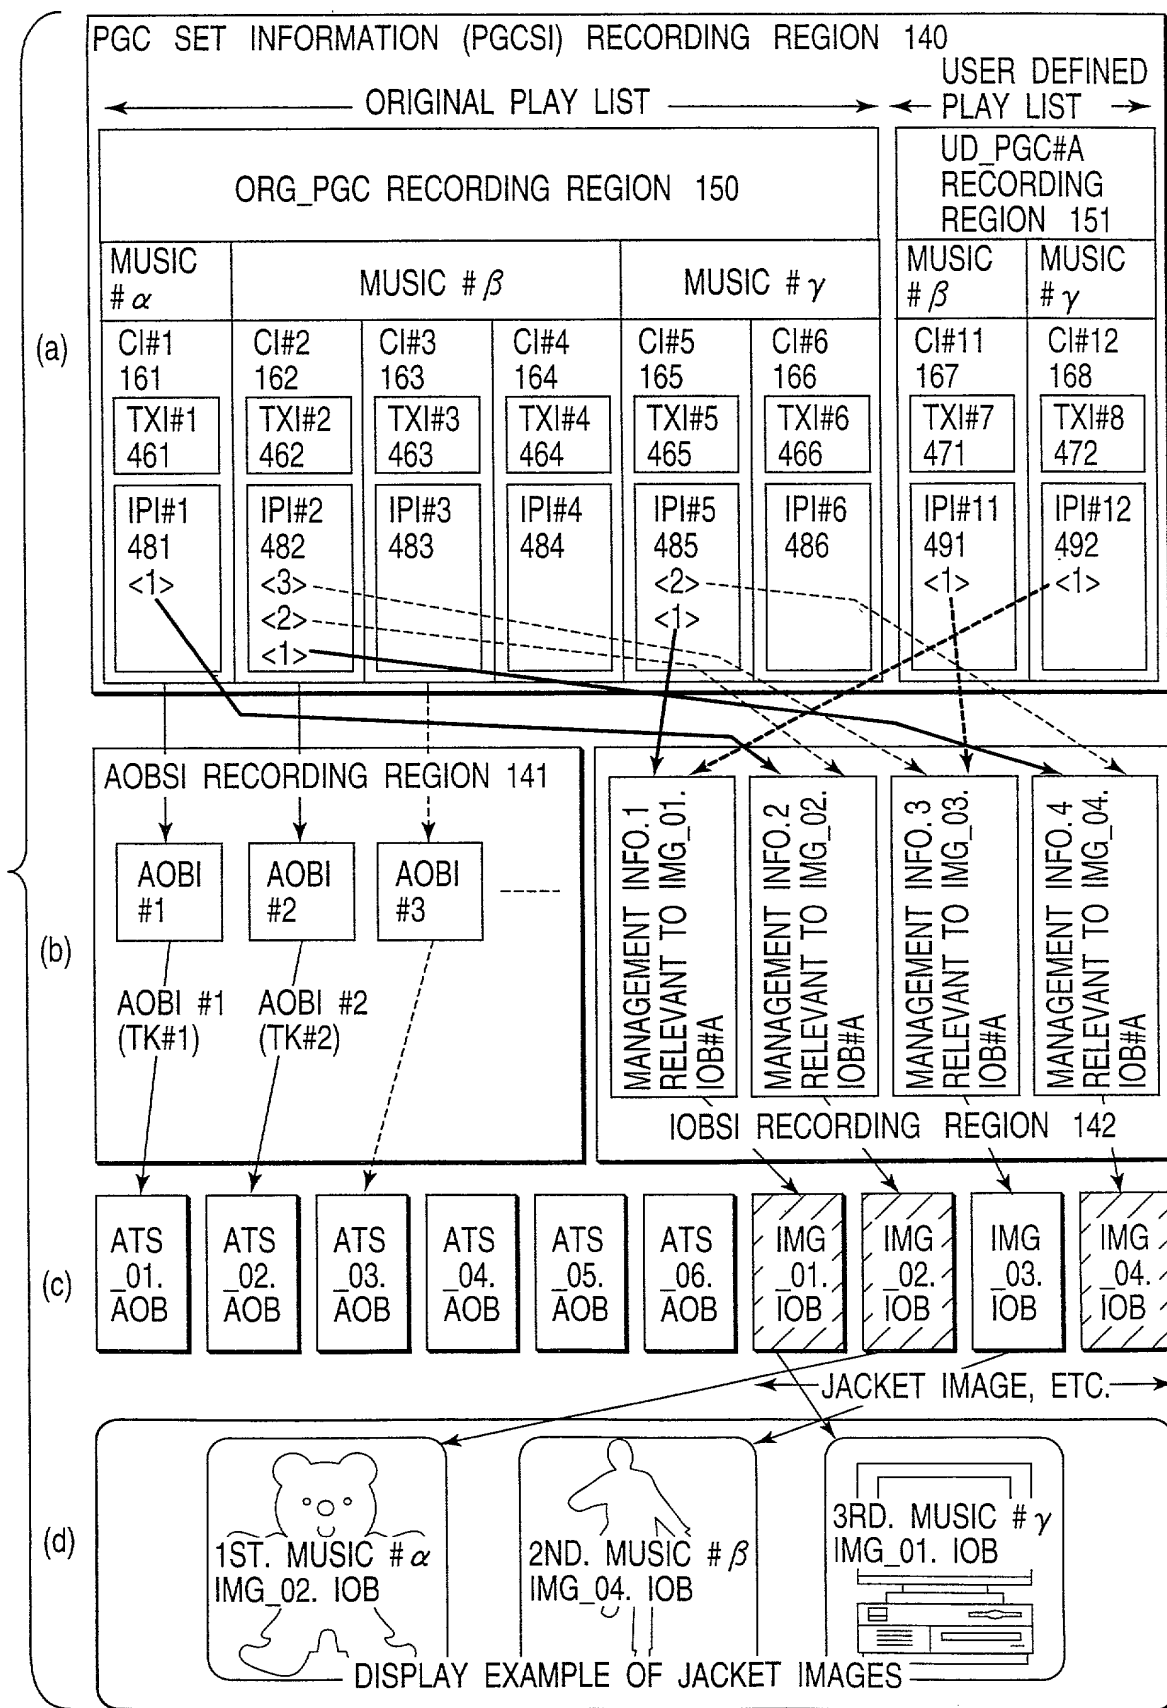 PGC SET INFORMATION (PGCSI) RECORDING REGION 140
ORIGINAL PLAY LIST
USER DEFINED
PLAY LIST
ORG_PGC RECORDING REGION 150
UD_PGC#A
RECORDING
REGION 151
MUSIC
# α
MUSIC # β
MUSIC # γ
MUSIC
# β
MUSIC
# γ
(a)
CI#1
161
CI#2
162
CI#3
163
CI#4
164
CI#5
165
CI#6
166
CI#11
167
CI#12
168
TXI#1
461
TXI#2
462
TXI#3
463
TXI#4
464
TXI#5
465
TXI#6
466
TXI#7
471
TXI#8
472
IPI#1
481
<1>
IPI#2
482
<3>
<2>
<1>
IPI#3
483
IPI#4
484
IPI#5
485
<2>
<1>
IPI#6
486
IPI#11
491
<1>
IPI#12
492
<1>
(b)
AOBSI RECORDING REGION 141
AOBI
#1
AOBI
#2
AOBI
#3
AOBI #1
(TK#1)
AOBI #2
(TK#2)
MANAGEMENT INFO.1
RELEVANT TO IMG_01.
IOB#A
MANAGEMENT INFO.2
RELEVANT TO IMG_02.
IOB#A
MANAGEMENT INFO.3
RELEVANT TO IMG_03.
IOB#A
MANAGEMENT INFO.4
RELEVANT TO IMG_04.
IOB#A
IOBSI RECORDING REGION 142
(c)
ATS
_01.
AOB
ATS
_02.
AOB
ATS
_03.
AOB
ATS
_04.
AOB
ATS
_05.
AOB
ATS
_06.
AOB
IMG
_01.
IOB
IMG
_02.
IOB
IMG
_03.
IOB
IMG
_04.
IOB
JACKET IMAGE, ETC.
(d)
1ST. MUSIC # α
IMG_02. IOB
2ND. MUSIC # β
IMG_04. IOB
3RD. MUSIC # γ
IMG_01. IOB
DISPLAY EXAMPLE OF JACKET IMAGES